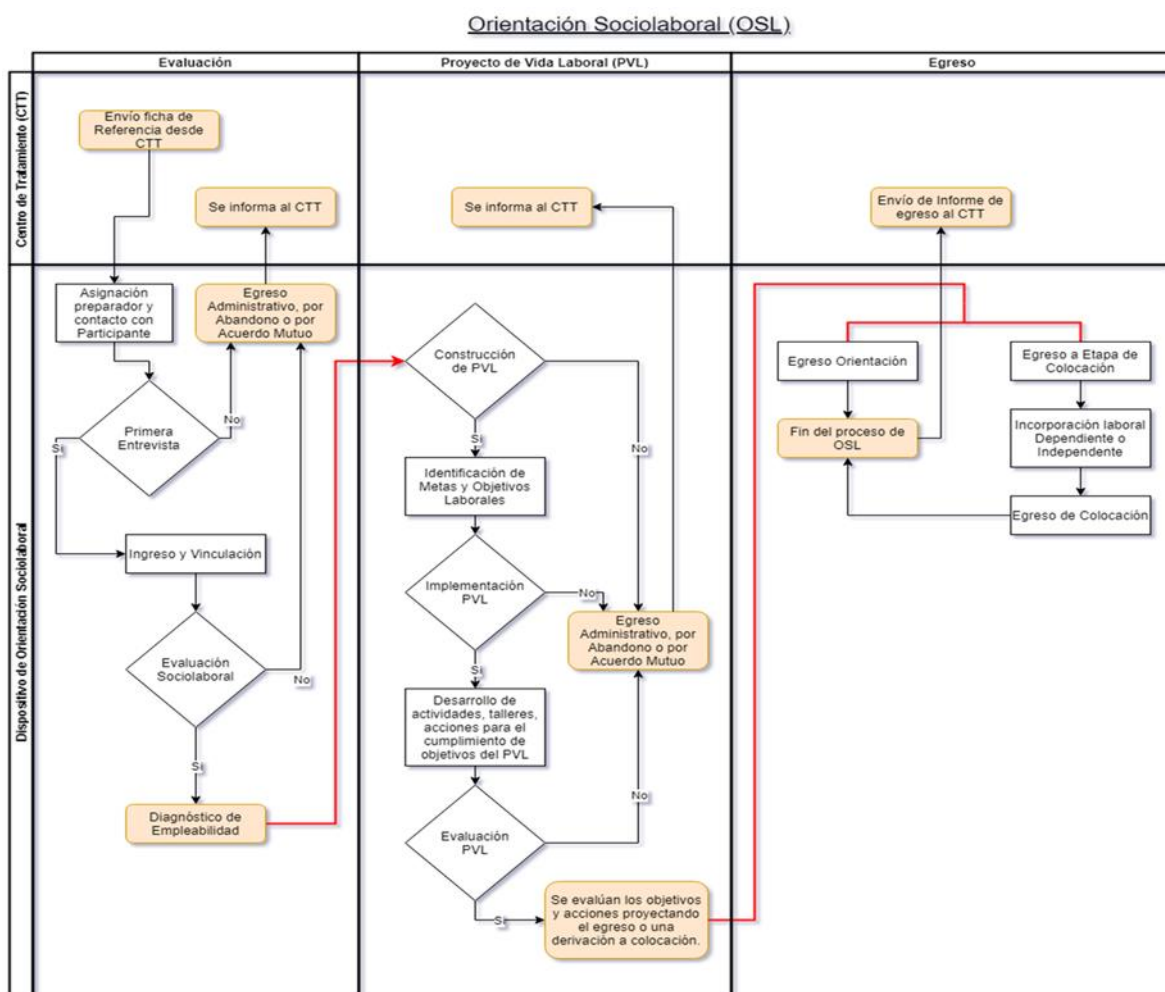 Orientación Sociolaboral (OSL)
Evaluación
Proyecto de Vida Laboral (PVL)
Egreso
Centro de Tratamiento (CTT)
Envío ficha de
Referencia desde
CTT
Se informa al CTT
Se informa al CTT
Envío de Informe de
egreso al CTT
Dispositivo de Orientación Sociolaboral
Asignación
preparador y
contacto con
Participante
Egreso
Administrativo, por
Abandono o por
Acuerdo Mutuo
Primera
Entrevista
No
Si
Ingreso y Vinculación
Evaluación
Sociolaboral
No
Si
Diagnóstico de
Empleabilidad
Construcción
de PVL
No
Si
Identificación de
Metas y Objetivos
Laborales
Implementación
PVL
No
Si
Egreso
Administrativo, por
Abandono o por
Acuerdo Mutuo
Desarrollo de
actividades, talleres,
acciones para el
cumplimiento de
objetivos del PVL
No
Evaluación
PVL
Si
Se evalúan los objetivos
y acciones proyectando
el egreso o una
derivación a colocación.
Egreso Orientación
Egreso a Etapa de
Colocación
Fin del proceso de
OSL
Incorporación laboral
Dependiente o
Independiente
Egreso de Colocación